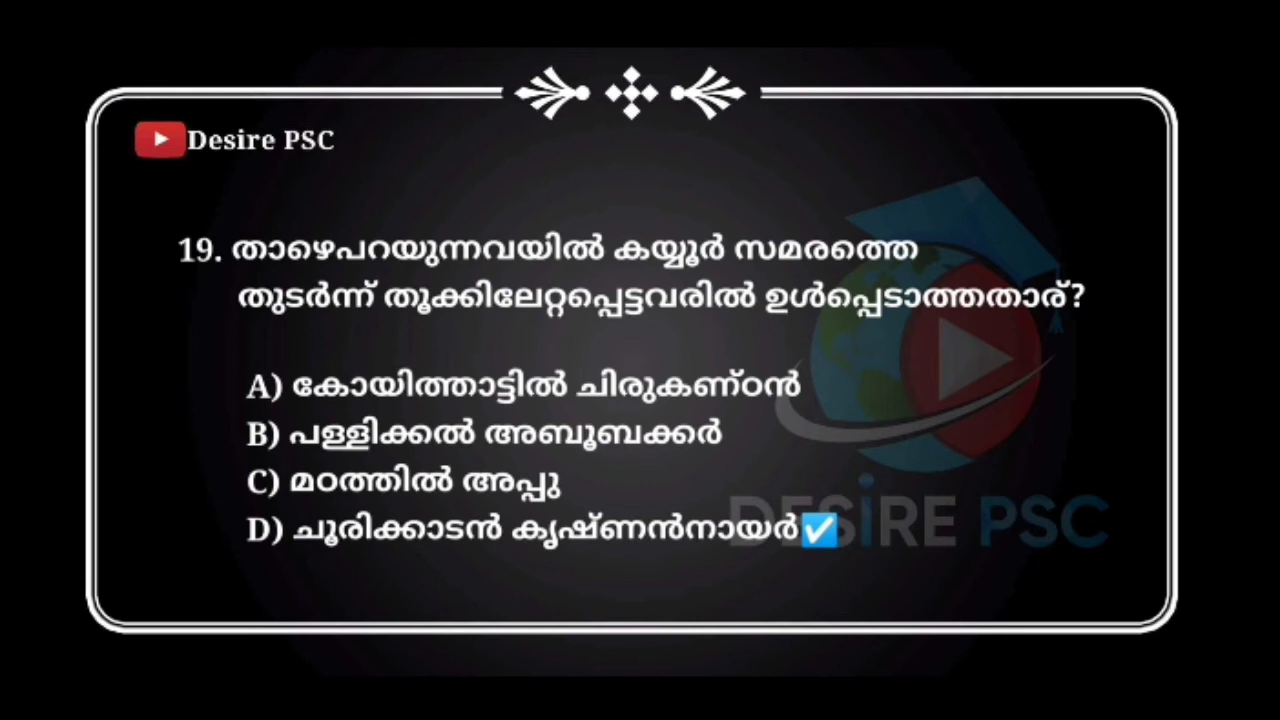 Desire PSC
19. താഴെപറയുന്നവയിൽ കയ്യൂർ സമരത്തെ
തുടർന്ന് തൂക്കിലേറ്റപ്പെട്ടവരിൽ ഉൾപ്പെടാത്തതാര്?
A) കോയിത്താട്ടിൽ ചിരുകണ്ഠൻ
B) പള്ളിക്കൽ അബൂബക്കർ
C) മഠത്തിൽ അപ്പു
D) ചൂരിക്കാടൻ കൃഷ്ണൻനായർ✅
DESiRE PSC